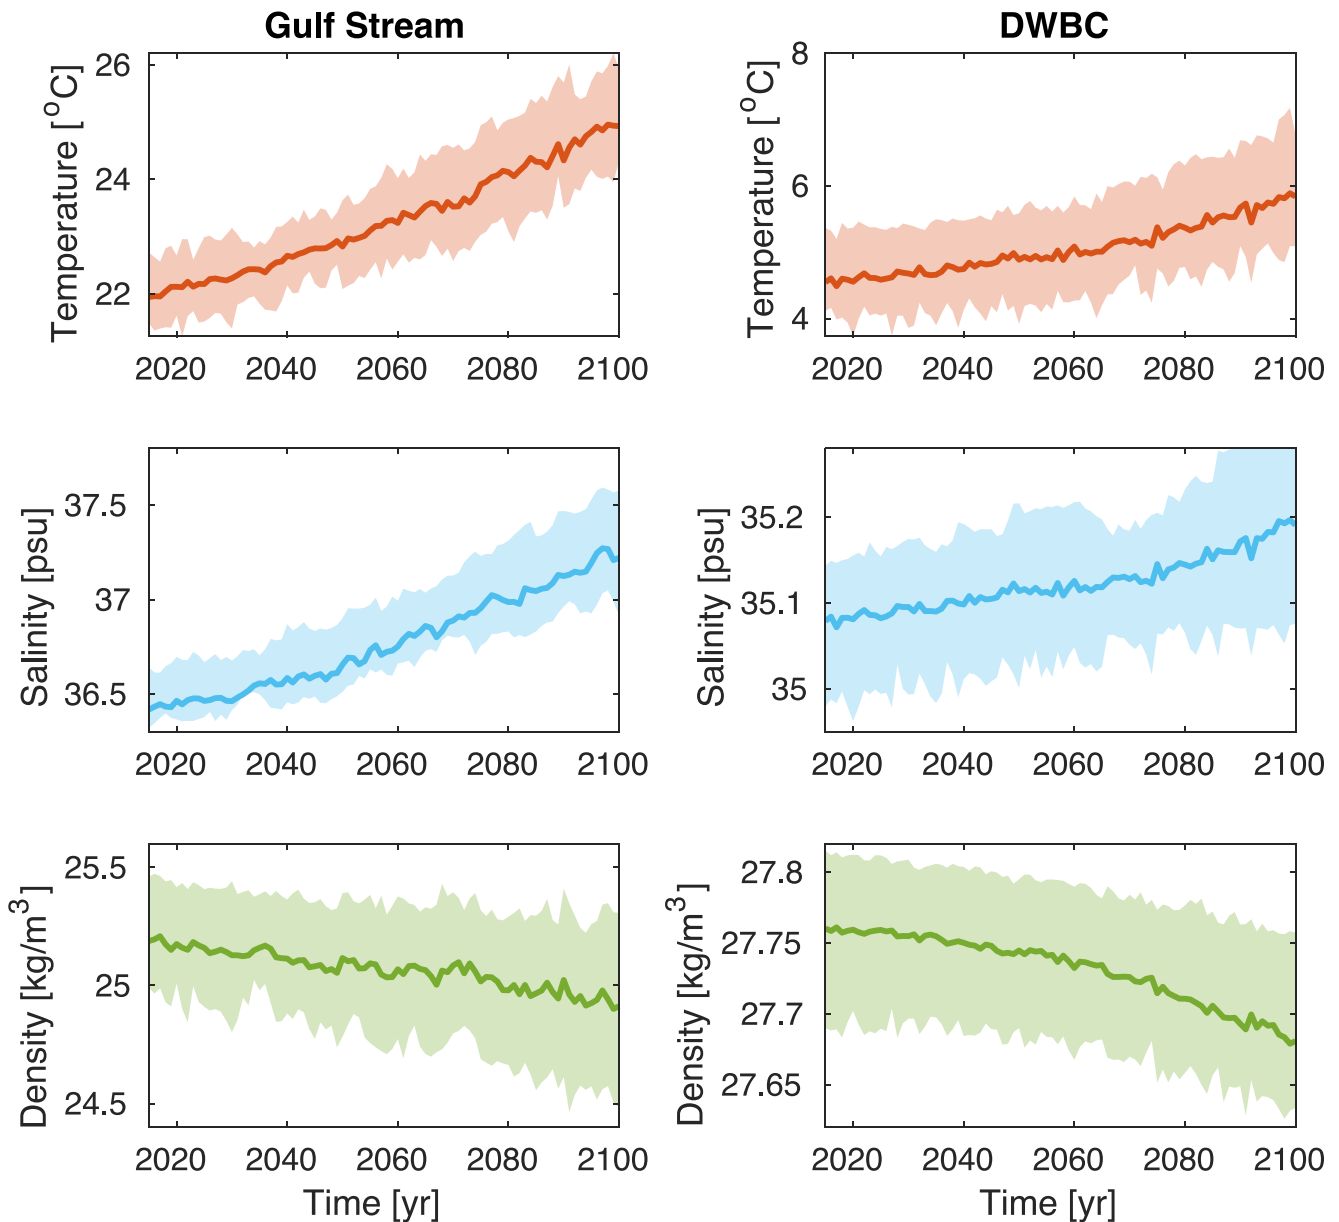 Gulf Stream
DWBC
Temperature [°C]
26
24
22
2020 2040 2060 2080 2100
Temperature [°C]
8
6
4
2020 2040 2060 2080 2100
Salinity [psu]
37.5
37
36.5
2020 2040 2060 2080 2100
Salinity [psu]
35.2
35.1
35
2020 2040 2060 2080 2100
Density [kg/m³]
25.5
25
24.5
2020 2040 2060 2080 2100
Time [yr]
Density [kg/m³]
27.8
27.75
27.7
27.65
2020 2040 2060 2080 2100
Time [yr]